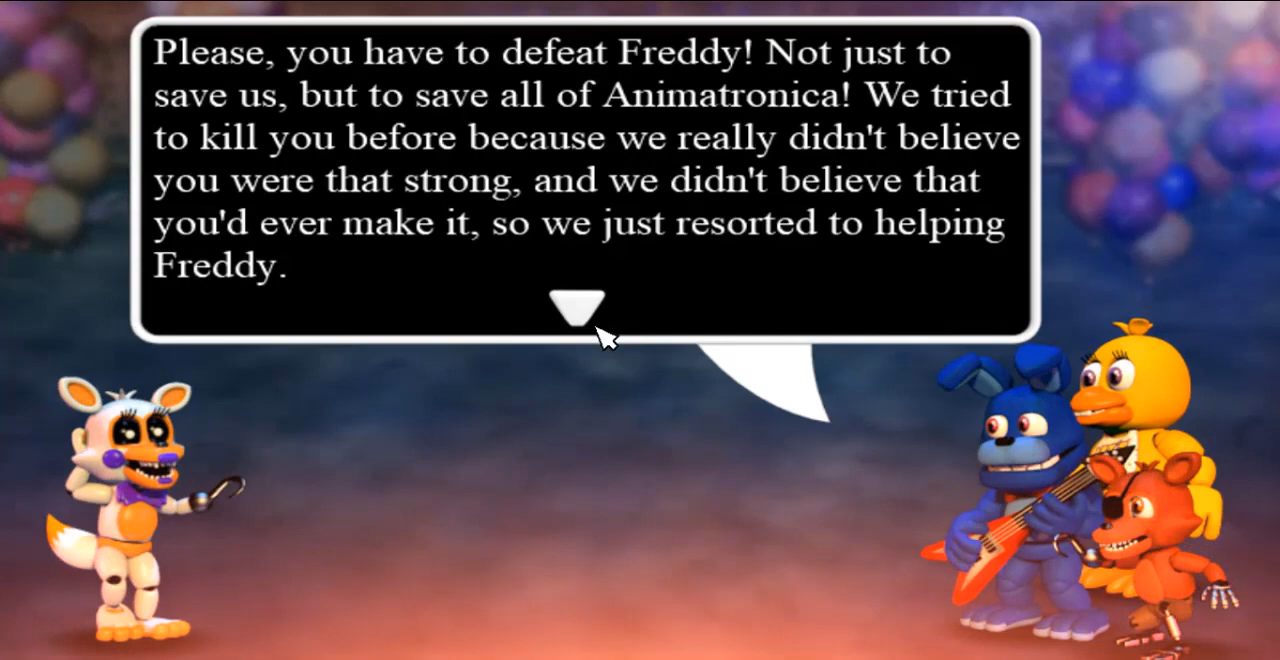 Please, you have to defeat Freddy! Not just to
save us, but to save all of Animatronica! We tried
to kill you before because we really didn't believe
you were that strong, and we didn't believe that
you'd ever make it, so we just resorted to helping
Freddy.